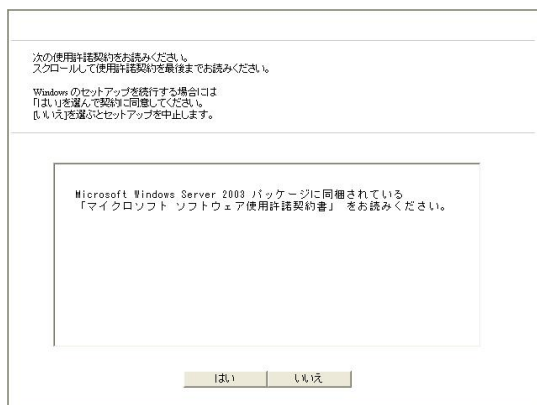 次の使用許諾契約をお読みください。
スクロールして使用許諾契約を最後までお読みください。
Windows のセットアップを続行する場合には
「はい」を選んで契約に同意してください。
[いいえ]を選ぶとセットアップを中止します。
Microsoft Windows Server 2003 パッケージに同梱されている
「マイクロソフト ソフトウェア使用許諾契約書」 をお読みください。
はい
いいえ